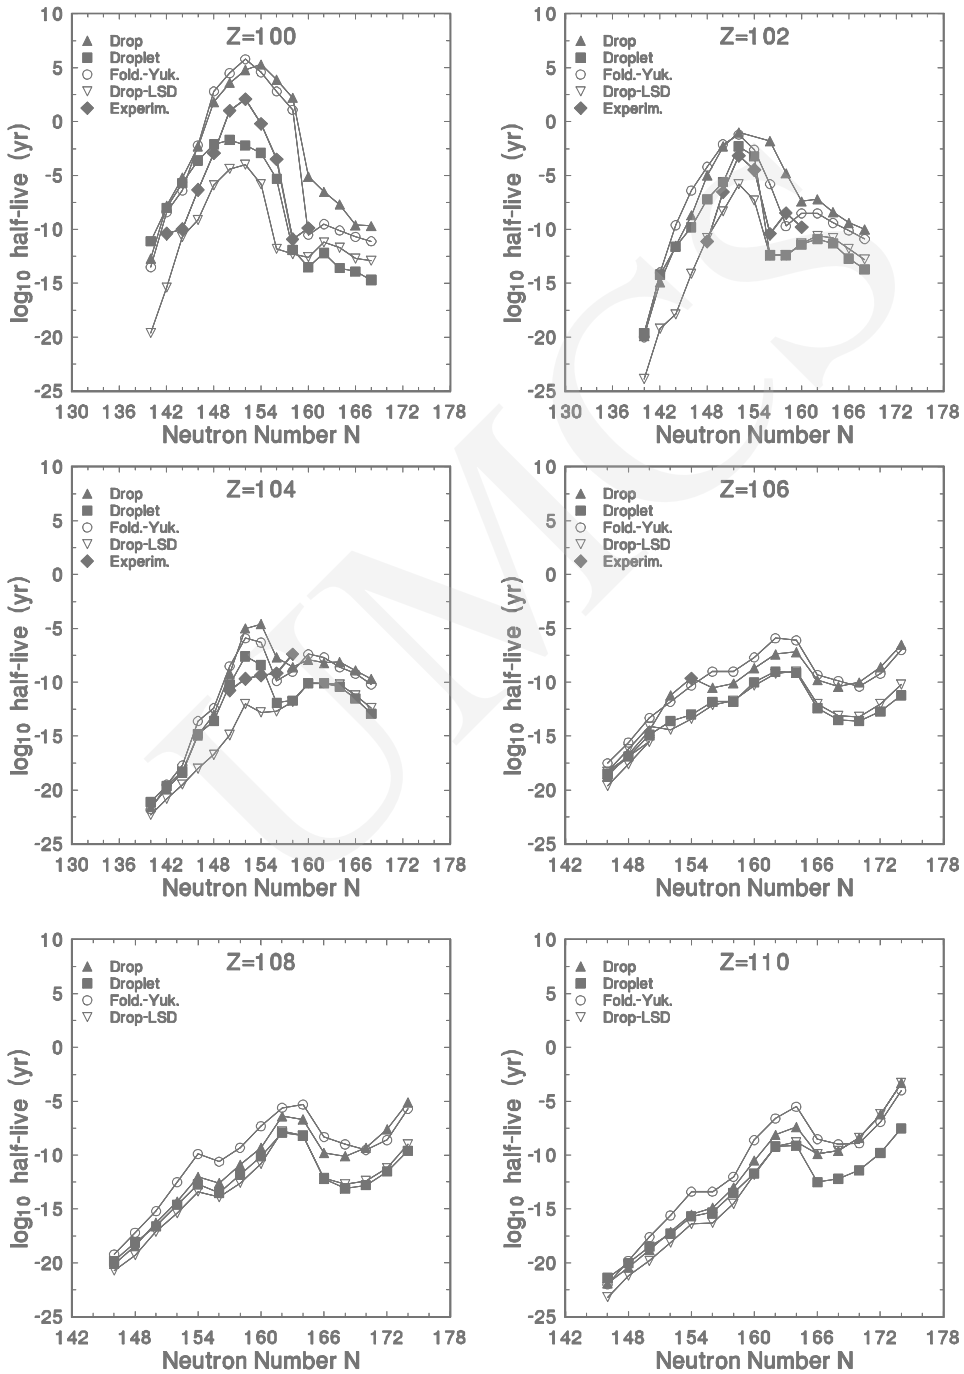 Z=100
Drop
Droplet
Fold.-Yuk.
Drop-LSD
Experim.
10
5
0
-5
-10
-15
-20
-25
log10 half-live (yr)
130 136 142 148 154 160 166 172 178
Neutron Number N
Z=102
Drop
Droplet
Fold.-Yuk.
Drop-LSD
Experim.
10
5
0
-5
-10
-15
-20
-25
log10 half-live (yr)
130 136 142 148 154 160 166 172 178
Neutron Number N
Z=104
Drop
Droplet
Fold.-Yuk.
Drop-LSD
Experim.
10
5
0
-5
-10
-15
-20
-25
log10 half-live (yr)
130 136 142 148 154 160 166 172 178
Neutron Number N
Z=106
Drop
Droplet
Fold.-Yuk.
Drop-LSD
Experim.
10
5
0
-5
-10
-15
-20
-25
log10 half-live (yr)
142 148 154 160 166 172 178
Neutron Number N
Z=108
Drop
Droplet
Fold.-Yuk.
Drop-LSD
10
5
0
-5
-10
-15
-20
-25
log10 half-live (yr)
142 148 154 160 166 172 178
Neutron Number N
Z=110
Drop
Droplet
Fold.-Yuk.
Drop-LSD
10
5
0
-5
-10
-15
-20
-25
log10 half-live (yr)
142 148 154 160 166 172 178
Neutron Number N
UMCS